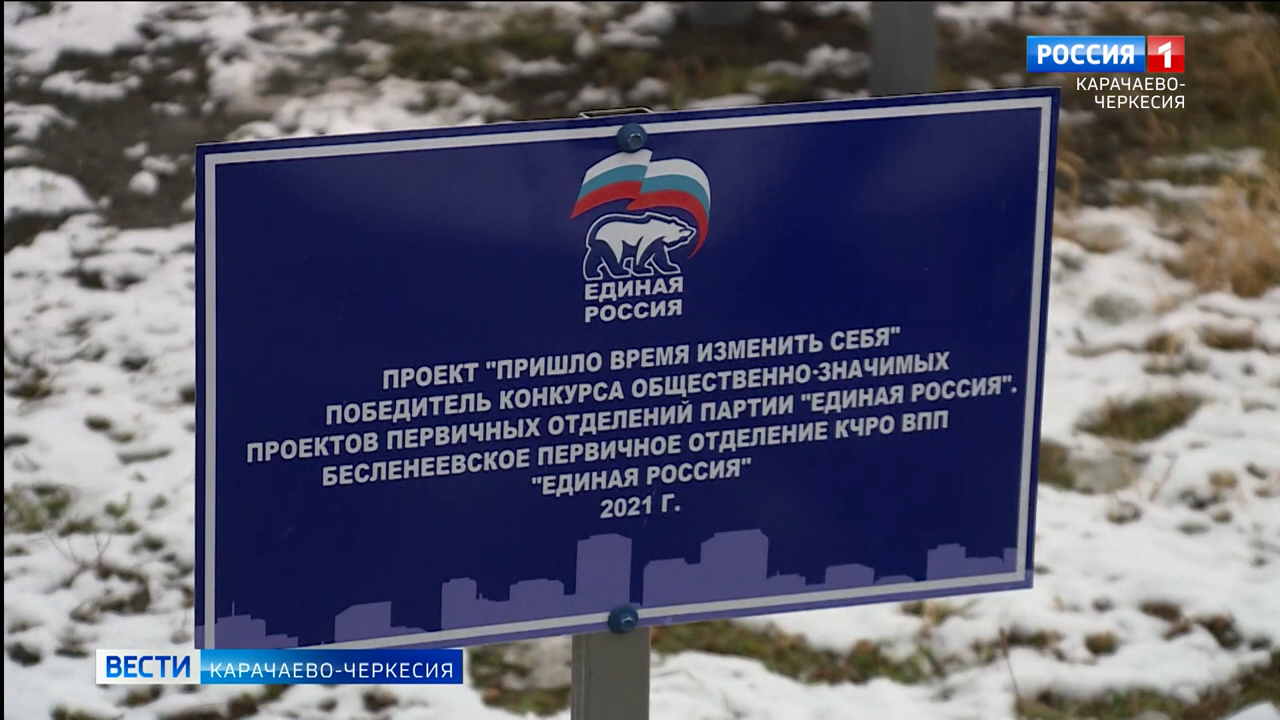 РОССИЯ 1
КАРАЧАЕВО-
ЧЕРКЕСИЯ
ЕДИНАЯ
РОССИЯ
ПРОЕКТ "ПРИШЛО ВРЕМЯ ИЗМЕНИТЬ СЕБЯ"
ПОБЕДИТЕЛЬ КОНКУРСА ОБЩЕСТВЕННО-ЗНАЧИМЫХ
ПРОЕКТОВ ПЕРВИЧНЫХ ОТДЕЛЕНИЙ ПАРТИИ "ЕДИНАЯ РОССИЯ".
БЕСЛЕНЕЕВСКОЕ ПЕРВИЧНОЕ ОТДЕЛЕНИЕ КЧРО ВПП
"ЕДИНАЯ РОССИЯ"
2021 Г.
ВЕСТИ КАРАЧАЕВО-ЧЕРКЕСИЯ